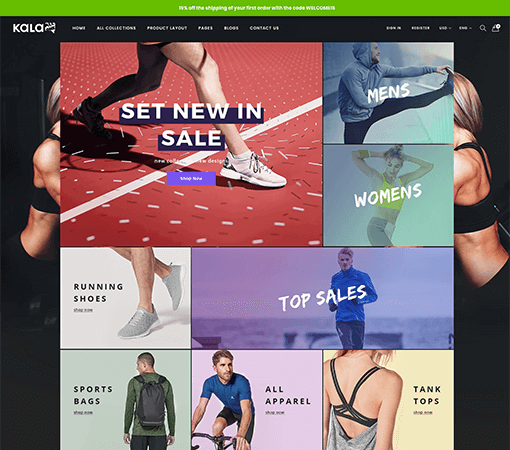 15% off the shipping of your first order with the code WELCOME15
KALA
HOME
ALL COLLECTIONS
PRODUCT LAYOUT
PAGES
BLOGS
CONTACT US
SIGN IN
REGISTER
USD
ENG
0
SET NEW IN
SALE
new collection new design
Shop Now
MENS
WOMENS
RUNNING
SHOES
shop now
TOP SALES
SPORTS
BAGS
shop now
ALL
APPAREL
shop now
TANK
TOPS
shop now